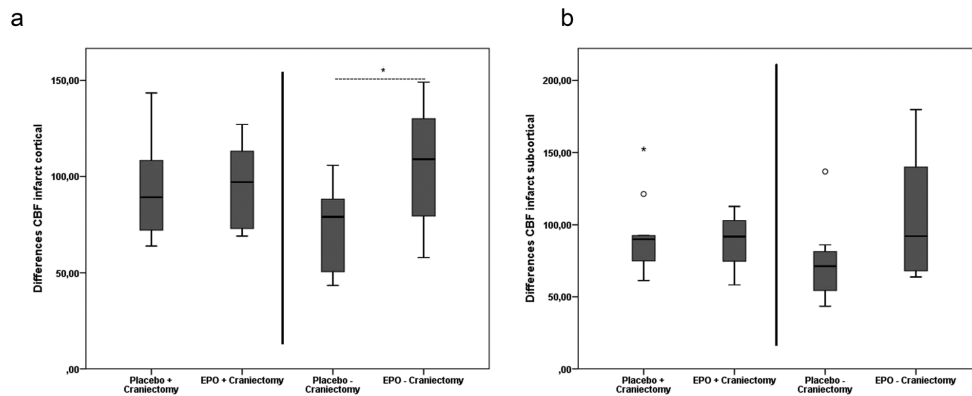 a
Differences CBF infarct cortical
150,00
100,00
50,00
,00
*
Placebo +
Craniectomy
EPO + Craniectomy
Placebo -
Craniectomy
EPO - Craniectomy
b
Differences CBF infarct subcortical
200,00
150,00
100,00
50,00
,00
*
Placebo +
Craniectomy
EPO + Craniectomy
Placebo -
Craniectomy
EPO - Craniectomy